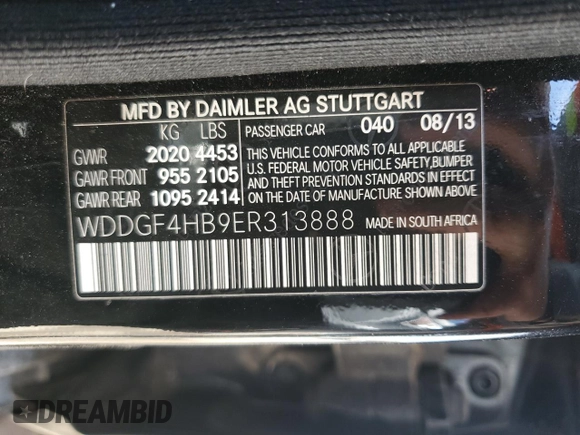 MFD BY DAIMLER AG STUTTGART
KG LBS PASSENGER CAR 040 08/13
GVWR 2020 4453
GAWR FRONT 955 2105
GAWR REAR 1095 2414
THIS VEHICLE CONFORMS TO ALL APPLICABLE
U.S. FEDERAL MOTOR VEHICLE SAFETY,BUMPER
AND THEFT PREVENTION STANDARDS IN EFFECT
ON THE DATE OF MANUFACTURE SHOWN ABOVE.
WDDGF4HB9ER313888 MADE IN SOUTH AFRICA
DREAMBID